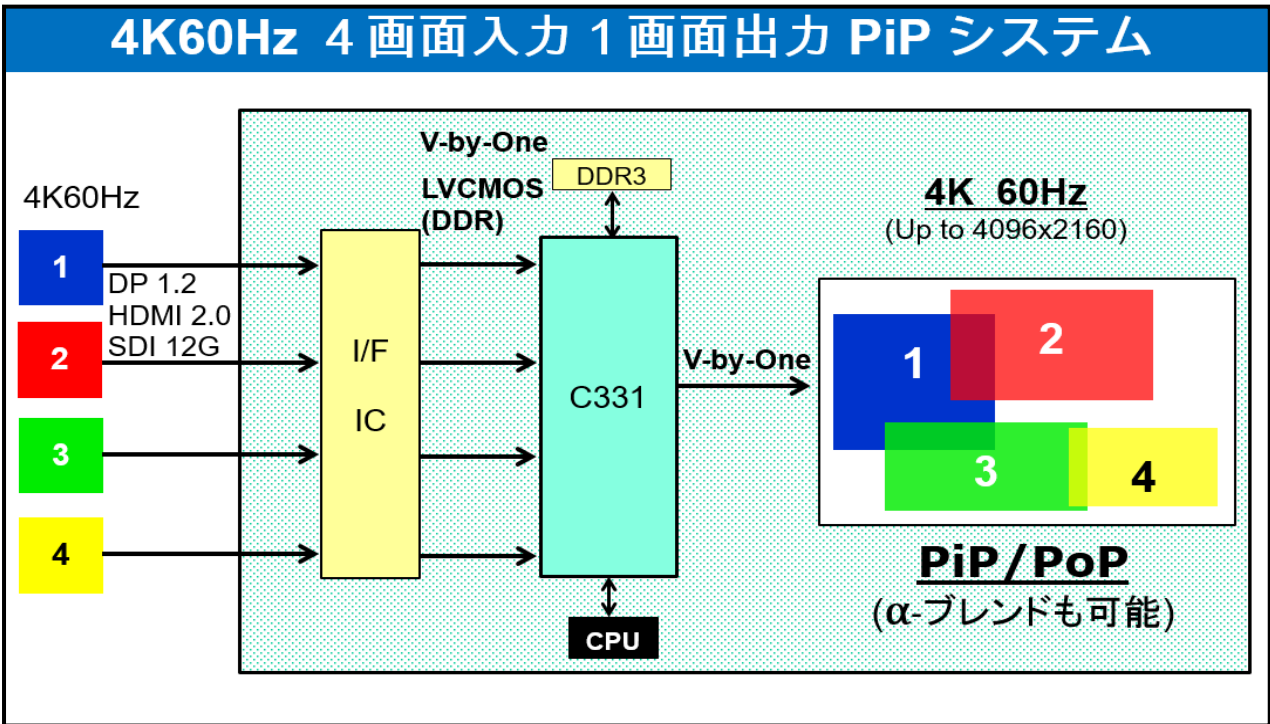 4K60Hz 4画面入力1画面出力 PiP システム
4K60Hz
1
2
3
4
DP 1.2
HDMI 2.0
SDI 12G
I/F
IC
V-by-One
LVCMOS
(DDR)
DDR3
C331
CPU
V-by-One
4K 60Hz
(Up to 4096x2160)
1
2
3
4
PiP/PoP
(α-ブレンドも可能)